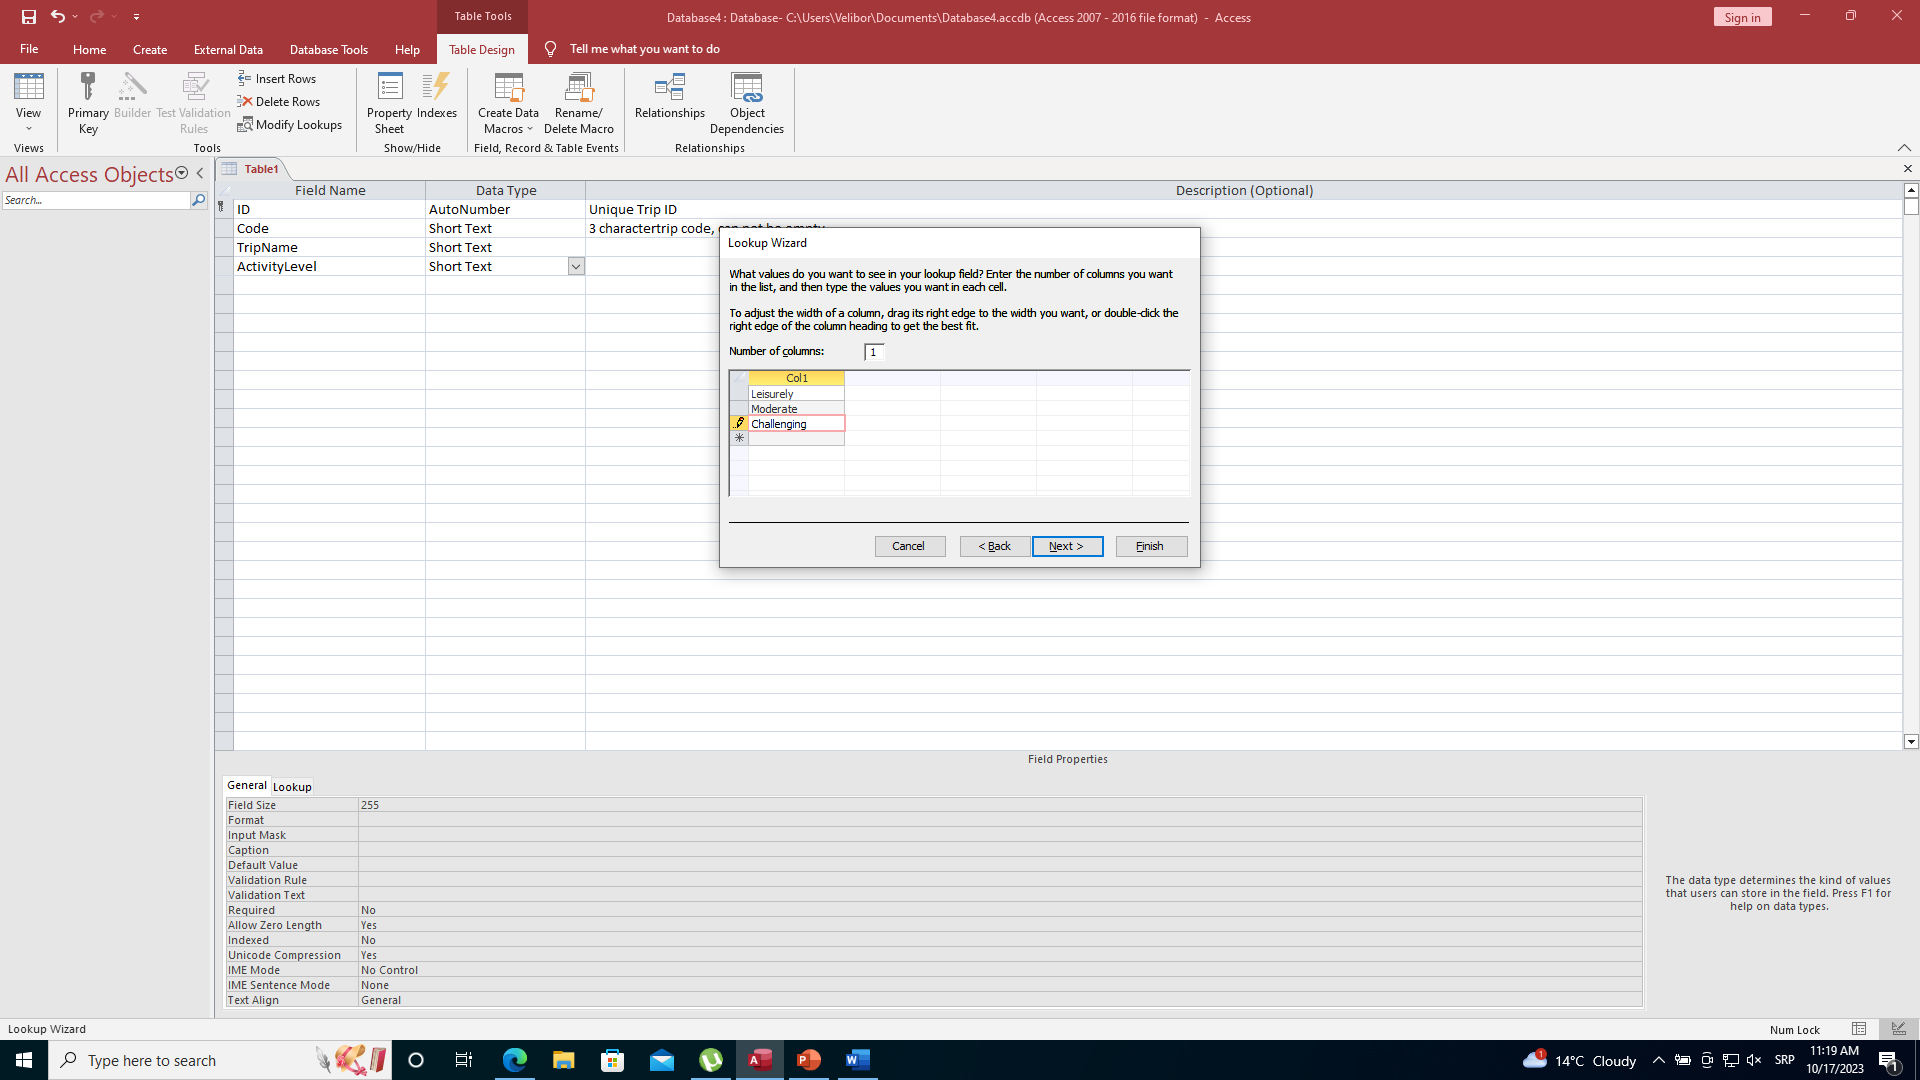 Table Tools
Database4 : Database- C:\Users\Velibor\Documents\Database4.accdb (Access 2007 - 2016 file format)  -  Access
Sign in
File
Home
Create
External Data
Database Tools
Help
Table Design
Tell me what you want to do
View
Primary Key
Builder
Test Validation Rules
Insert Rows
Delete Rows
Modify Lookups
Property Sheet
Indexes
Create Data Macros
Rename/ Delete Macro
Relationships
Object Dependencies
Views
Tools
Show/Hide
Field, Record & Table Events
Relationships
All Access Objects
Search...
Table1
Field Name
Data Type
Description (Optional)
ID
AutoNumber
Unique Trip ID
Code
Short Text
3 charactertrip code, can not be empty
TripName
Short Text
ActivityLevel
Short Text
Lookup Wizard
What values do you want to see in your lookup field? Enter the number of columns you want
in the list, and then type the values you want in each cell.
To adjust the width of a column, drag its right edge to the width you want, or double-click the
right edge of the column heading to get the best fit.
Number of columns:
1
Col1
Leisurely
Moderate
Challenging
Cancel
< Back
Next >
Finish
Field Properties
General
Lookup
Field Size
255
Format
Input Mask
Caption
Default Value
Validation Rule
Validation Text
Required
No
Allow Zero Length
Yes
Indexed
No
Unicode Compression
Yes
IME Mode
No Control
IME Sentence Mode
None
Text Align
General
The data type determines the kind of values
that users can store in the field. Press F1 for
help on data types.
Lookup Wizard
Num Lock
Type here to search
1
14°C  Cloudy
SRP
11:19 AM
10/17/2023
1